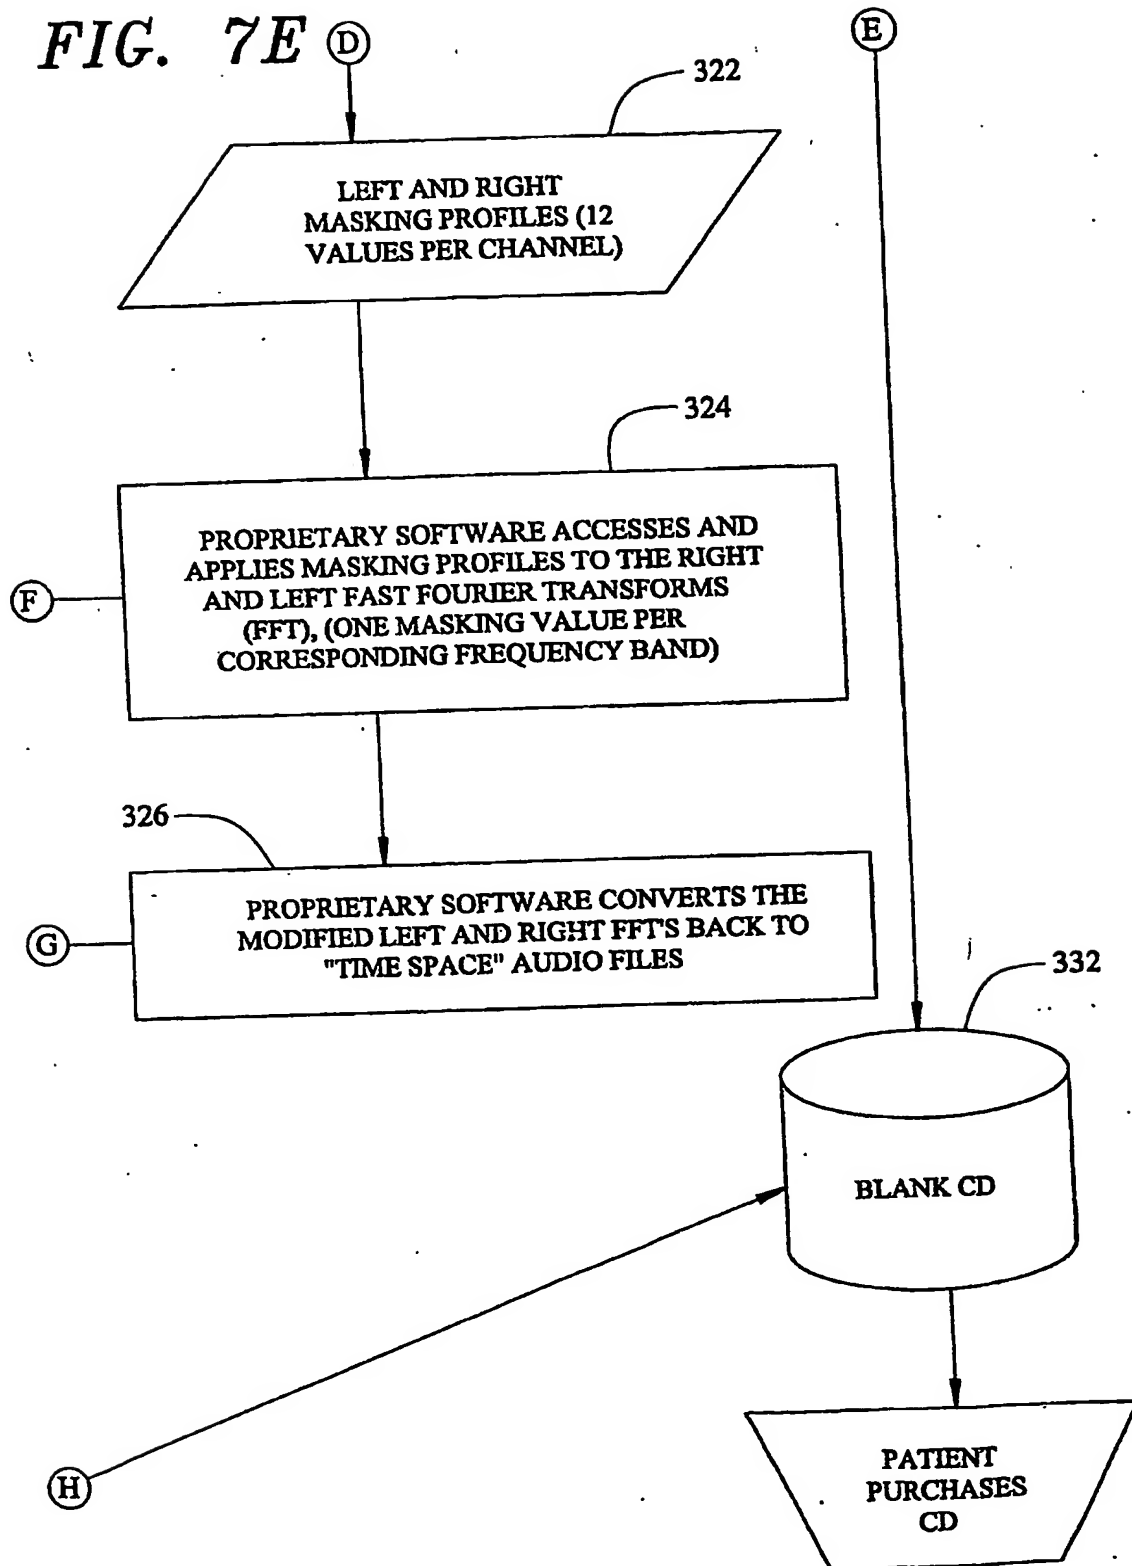 FIG. 7E
D
E
322
LEFT AND RIGHT
MASKING PROFILES (12
VALUES PER CHANNEL)
324
PROPRIETARY SOFTWARE ACCESSES AND
APPLIES MASKING PROFILES TO THE RIGHT
AND LEFT FAST FOURIER TRANSFORMS
(FFT), (ONE MASKING VALUE PER
CORRESPONDING FREQUENCY BAND)
F
326
PROPRIETARY SOFTWARE CONVERTS THE
MODIFIED LEFT AND RIGHT FFT'S BACK TO
"TIME SPACE" AUDIO FILES
G
332
BLANK CD
H
PATIENT
PURCHASES
CD